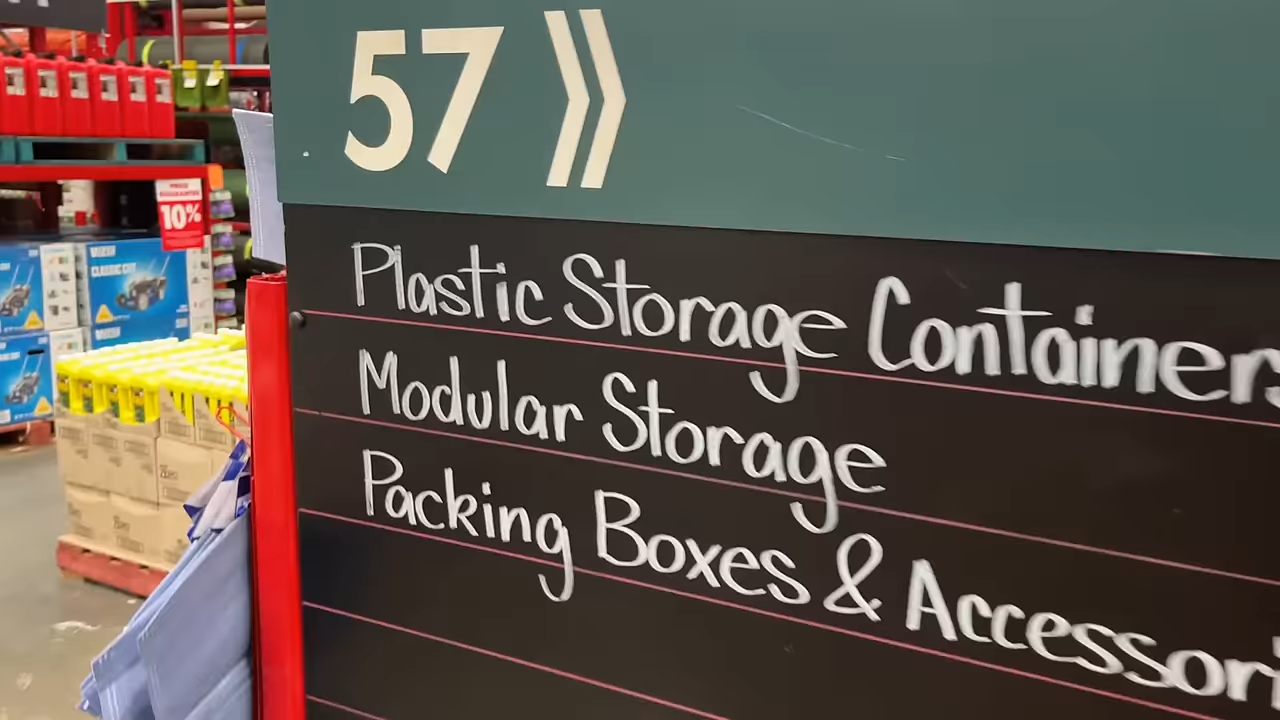 57
Plastic Storage Containers
Modular Storage
Packing Boxes & Accessori
10%
CLASSIC CUT